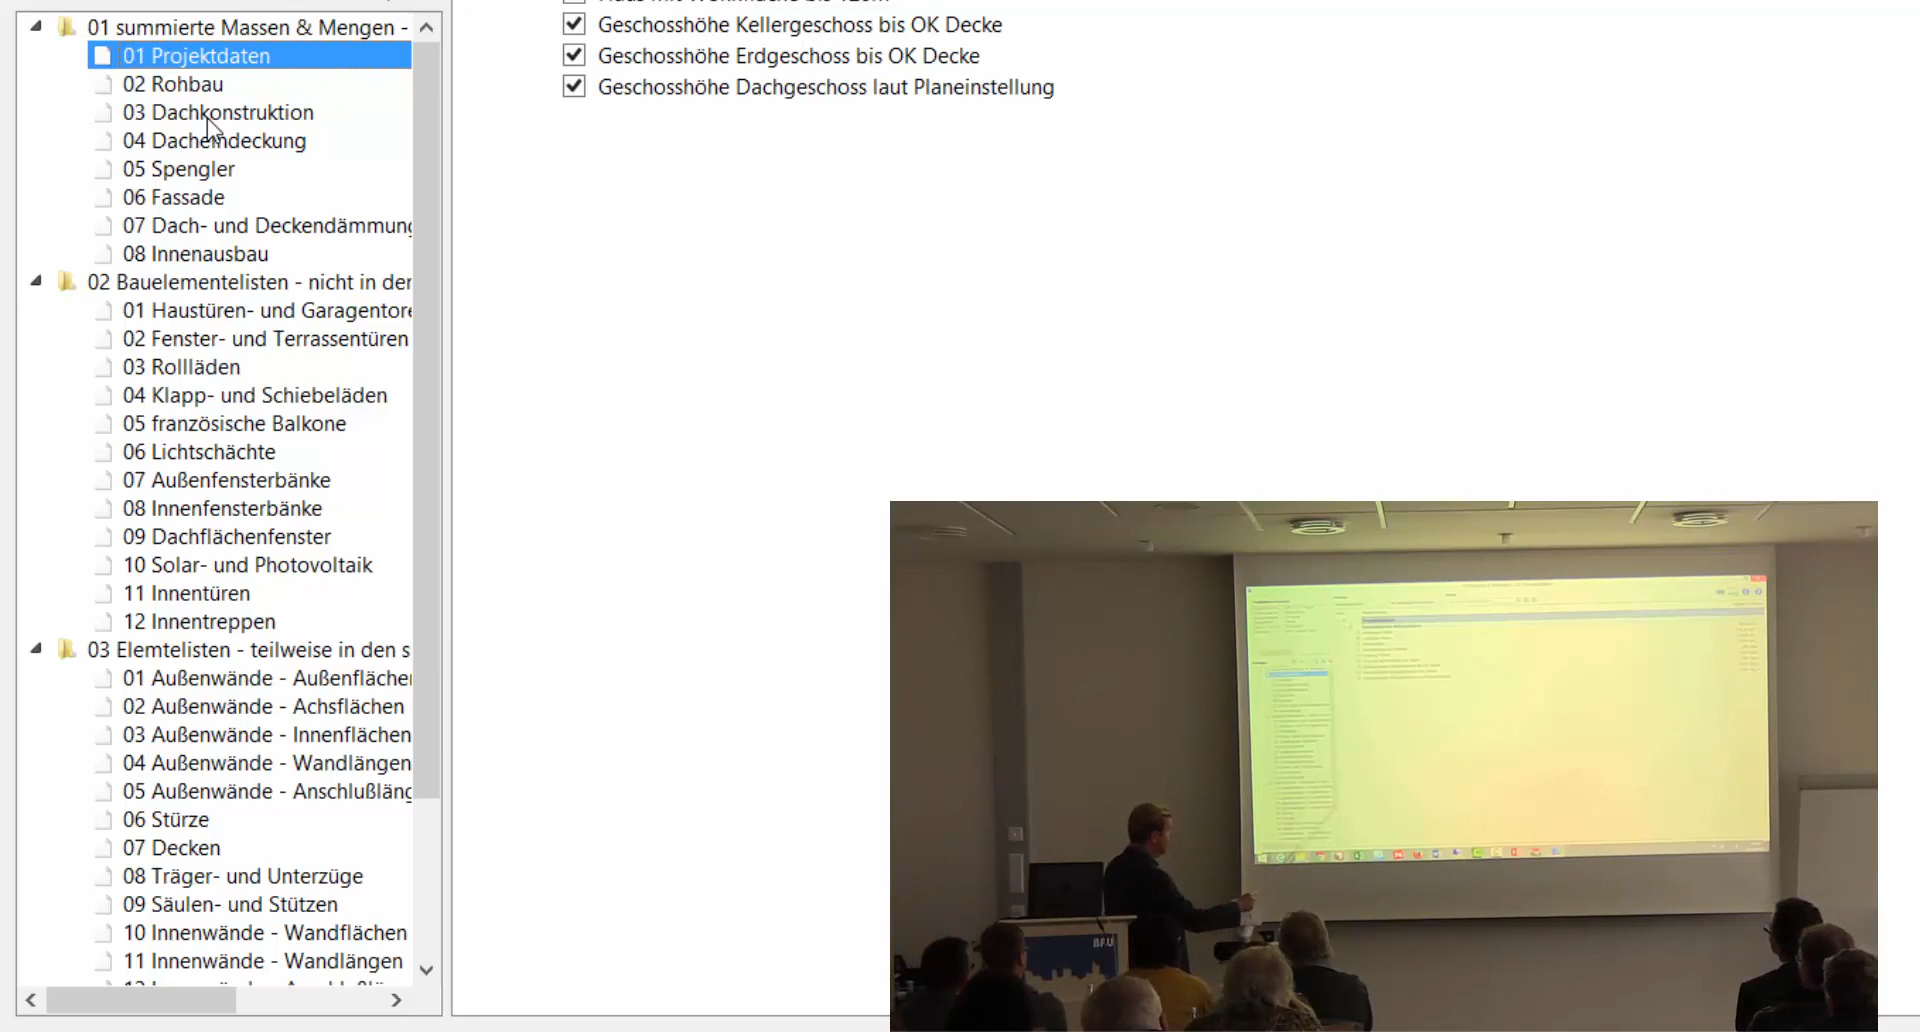 01 summierte Massen & Mengen -
01 Projektdaten
02 Rohbau
03 Dachkonstruktion
04 Dacheindeckung
05 Spengler
06 Fassade
07 Dach- und Deckendämmung
08 Innenausbau
02 Bauelementelisten - nicht in der
01 Haustüren- und Garagentore
02 Fenster- und Terrassentüren
03 Rollläden
04 Klapp- und Schiebeläden
05 französische Balkone
06 Lichtschächte
07 Außenfensterbänke
08 Innenfensterbänke
09 Dachflächenfenster
10 Solar- und Photovoltaik
11 Innentüren
12 Innentreppen
03 Elemtelisten - teilweise in den s
01 Außenwände - Außenflächen
02 Außenwände - Achsflächen
03 Außenwände - Innenflächen
04 Außenwände - Wandlängen
05 Außenwände - Anschlußläng
06 Stürze
07 Decken
08 Träger- und Unterzüge
09 Säulen- und Stützen
10 Innenwände - Wandflächen
11 Innenwände - Wandlängen
Geschosshöhe Kellergeschoss bis OK Decke
Geschosshöhe Erdgeschoss bis OK Decke
Geschosshöhe Dachgeschoss laut Planeinstellung
BAU